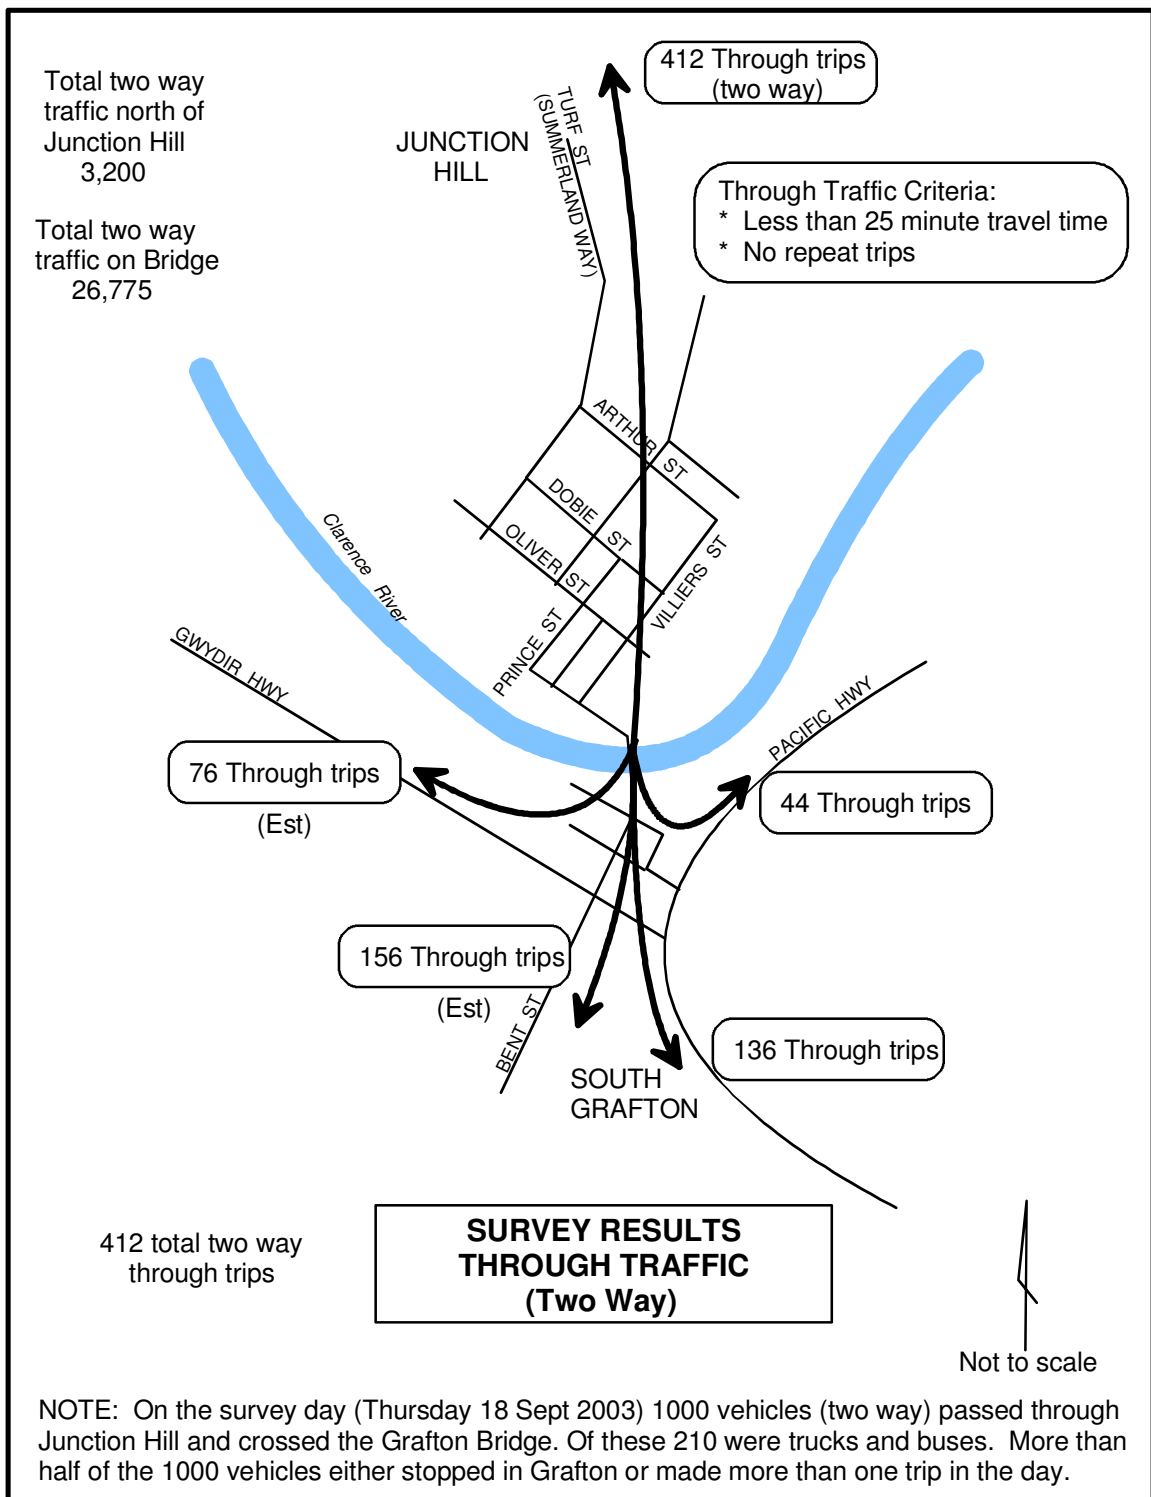 412 Through trips
(two way)
Total two way
traffic north of
Junction Hill
3,200
TURF ST
(SUMMERLAND WAY)
JUNCTION
HILL
Through Traffic Criteria:
* Less than 25 minute travel time
* No repeat trips
Total two way
traffic on Bridge
26,775
ARTHUR ST
DOBIE ST
OLIVER ST
Clarence River
VILLIERS ST
PRINCE ST
GWYDIR HWY
PACIFIC HWY
76 Through trips
(Est)
44 Through trips
156 Through trips
(Est)
BENT ST
136 Through trips
SOUTH
GRAFTON
412 total two way
through trips
SURVEY RESULTS
THROUGH TRAFFIC
(Two Way)
Not to scale
NOTE: On the survey day (Thursday 18 Sept 2003) 1000 vehicles (two way) passed through
Junction Hill and crossed the Grafton Bridge. Of these 210 were trucks and buses. More than
half of the 1000 vehicles either stopped in Grafton or made more than one trip in the day.